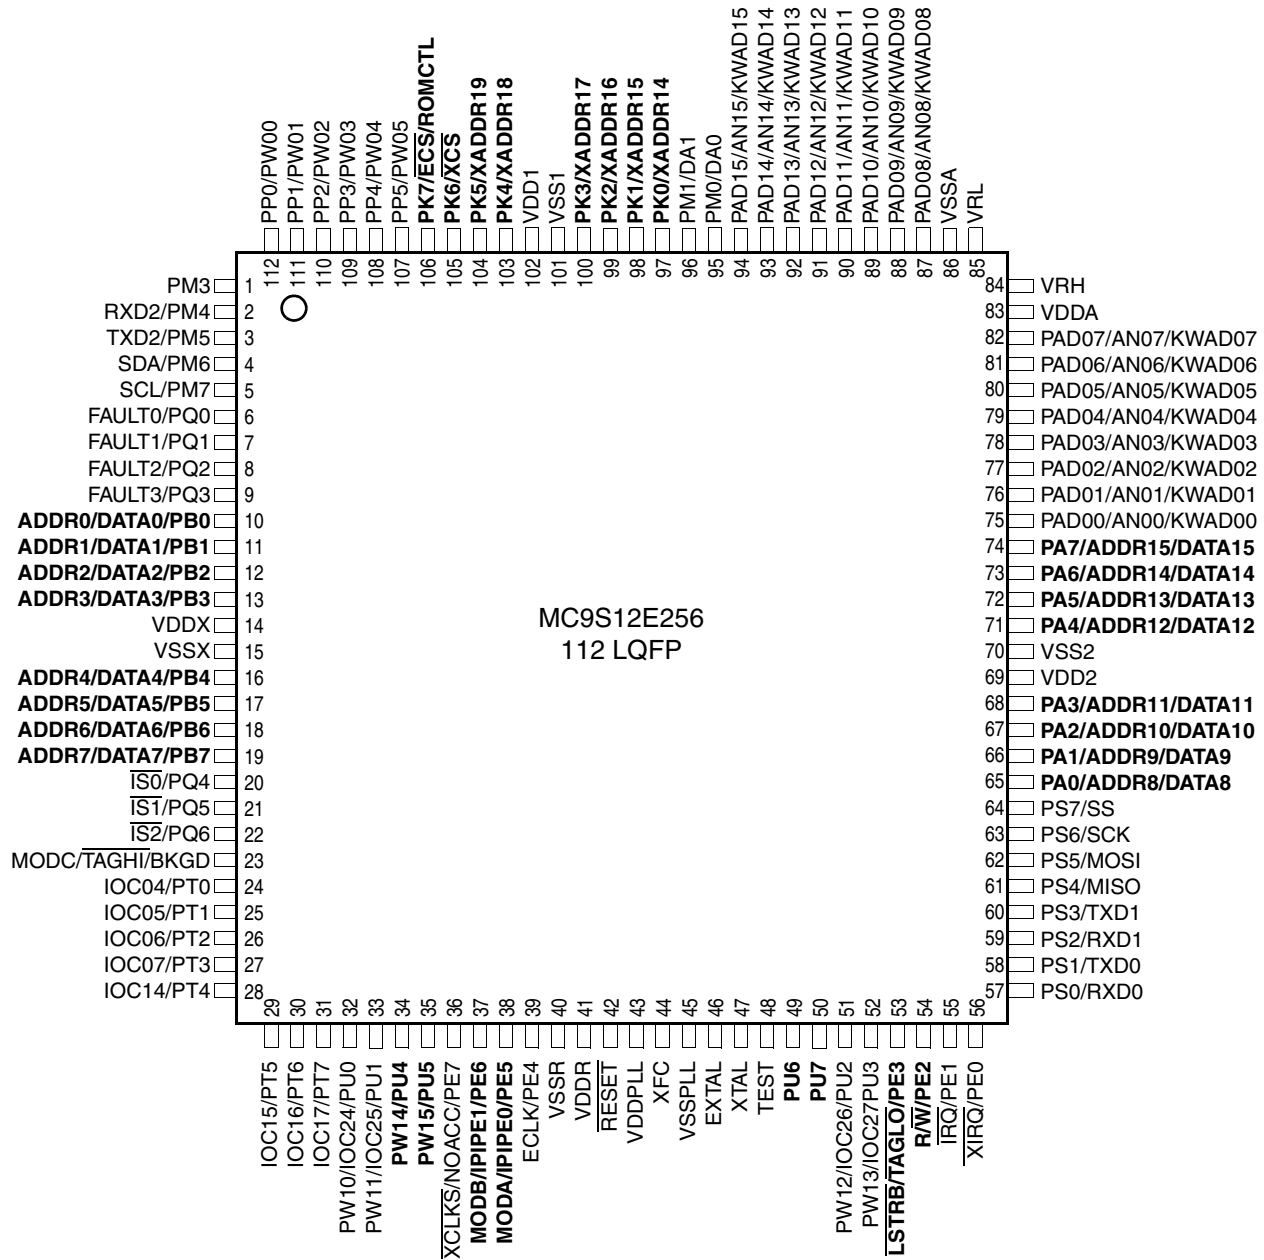 PP0/PW00
PP1/PW01
PP2/PW02
PP3/PW03
PP4/PW04
PP5/PW05
PK7/ECS/ROMCTL
PK6/XCS
PK5/XADDR19
PK4/XADDR18
VDD1
VSS1
PK3/XADDR17
PK2/XADDR16
PK1/XADDR15
PK0/XADDR14
PM1/DA1
PM0/DA0
PAD15/AN15/KWAD15
PAD14/AN14/KWAD14
PAD13/AN13/KWAD13
PAD12/AN12/KWAD12
PAD11/AN11/KWAD11
PAD10/AN10/KWAD10
PAD09/AN09/KWAD09
PAD08/AN08/KWAD08
VSSA
VRL
112
111
110
109
108
107
106
105
104
103
102
101
100
99
98
97
96
95
94
93
92
91
90
89
88
87
86
85
PM3 1
RXD2/PM4 2
TXD2/PM5 3
SDA/PM6 4
SCL/PM7 5
FAULT0/PQ0 6
FAULT1/PQ1 7
FAULT2/PQ2 8
FAULT3/PQ3 9
ADDR0/DATA0/PB0 10
ADDR1/DATA1/PB1 11
ADDR2/DATA2/PB2 12
ADDR3/DATA3/PB3 13
VDDX 14
VSSX 15
ADDR4/DATA4/PB4 16
ADDR5/DATA5/PB5 17
ADDR6/DATA6/PB6 18
ADDR7/DATA7/PB7 19
IS0/PQ4 20
IS1/PQ5 21
IS2/PQ6 22
MODC/TAGHI/BKGD 23
IOC04/PT0 24
IOC05/PT1 25
IOC06/PT2 26
IOC07/PT3 27
IOC14/PT4 28
MC9S12E256
112 LQFP
84 VRH
83 VDDA
82 PAD07/AN07/KWAD07
81 PAD06/AN06/KWAD06
80 PAD05/AN05/KWAD05
79 PAD04/AN04/KWAD04
78 PAD03/AN03/KWAD03
77 PAD02/AN02/KWAD02
76 PAD01/AN01/KWAD01
75 PAD00/AN00/KWAD00
74 PA7/ADDR15/DATA15
73 PA6/ADDR14/DATA14
72 PA5/ADDR13/DATA13
71 PA4/ADDR12/DATA12
70 VSS2
69 VDD2
68 PA3/ADDR11/DATA11
67 PA2/ADDR10/DATA10
66 PA1/ADDR9/DATA9
65 PA0/ADDR8/DATA8
64 PS7/SS
63 PS6/SCK
62 PS5/MOSI
61 PS4/MISO
60 PS3/TXD1
59 PS2/RXD1
58 PS1/TXD0
57 PS0/RXD0
29
30
31
32
33
34
35
36
37
38
39
40
41
42
43
44
45
46
47
48
49
50
51
52
53
54
55
56
IOC15/PT5
IOC16/PT6
IOC17/PT7
PW10/IOC24/PU0
PW11/IOC25/PU1
PW14/PU4
PW15/PU5
XCLKS/NOACC/PE7
MODB/IPIPE1/PE6
MODA/IPIPE0/PE5
ECLK/PE4
VSSR
VDDR
RESET
VDDPLL
XFC
VSSPLL
EXTAL
XTAL
TEST
PU6
PU7
PW12/IOC26/PU2
PW13/IOC27PU3
LSTRB/TAGLO/PE3
R/W/PE2
IRQ/PE1
XIRQ/PE0